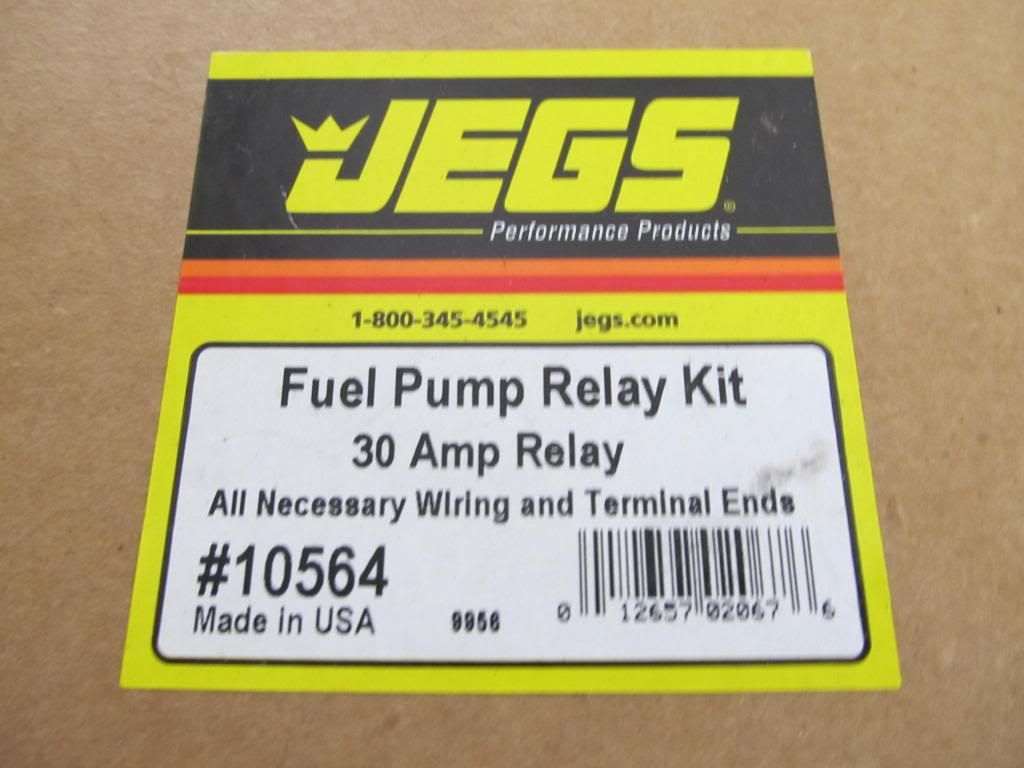 JEGS®
Performance Products
1-800-345-4545 jegs.com
Fuel Pump Relay Kit
30 Amp Relay
All Necessary Wiring and Terminal Ends
#10564
Made in USA 9956 0 12657 02067 6